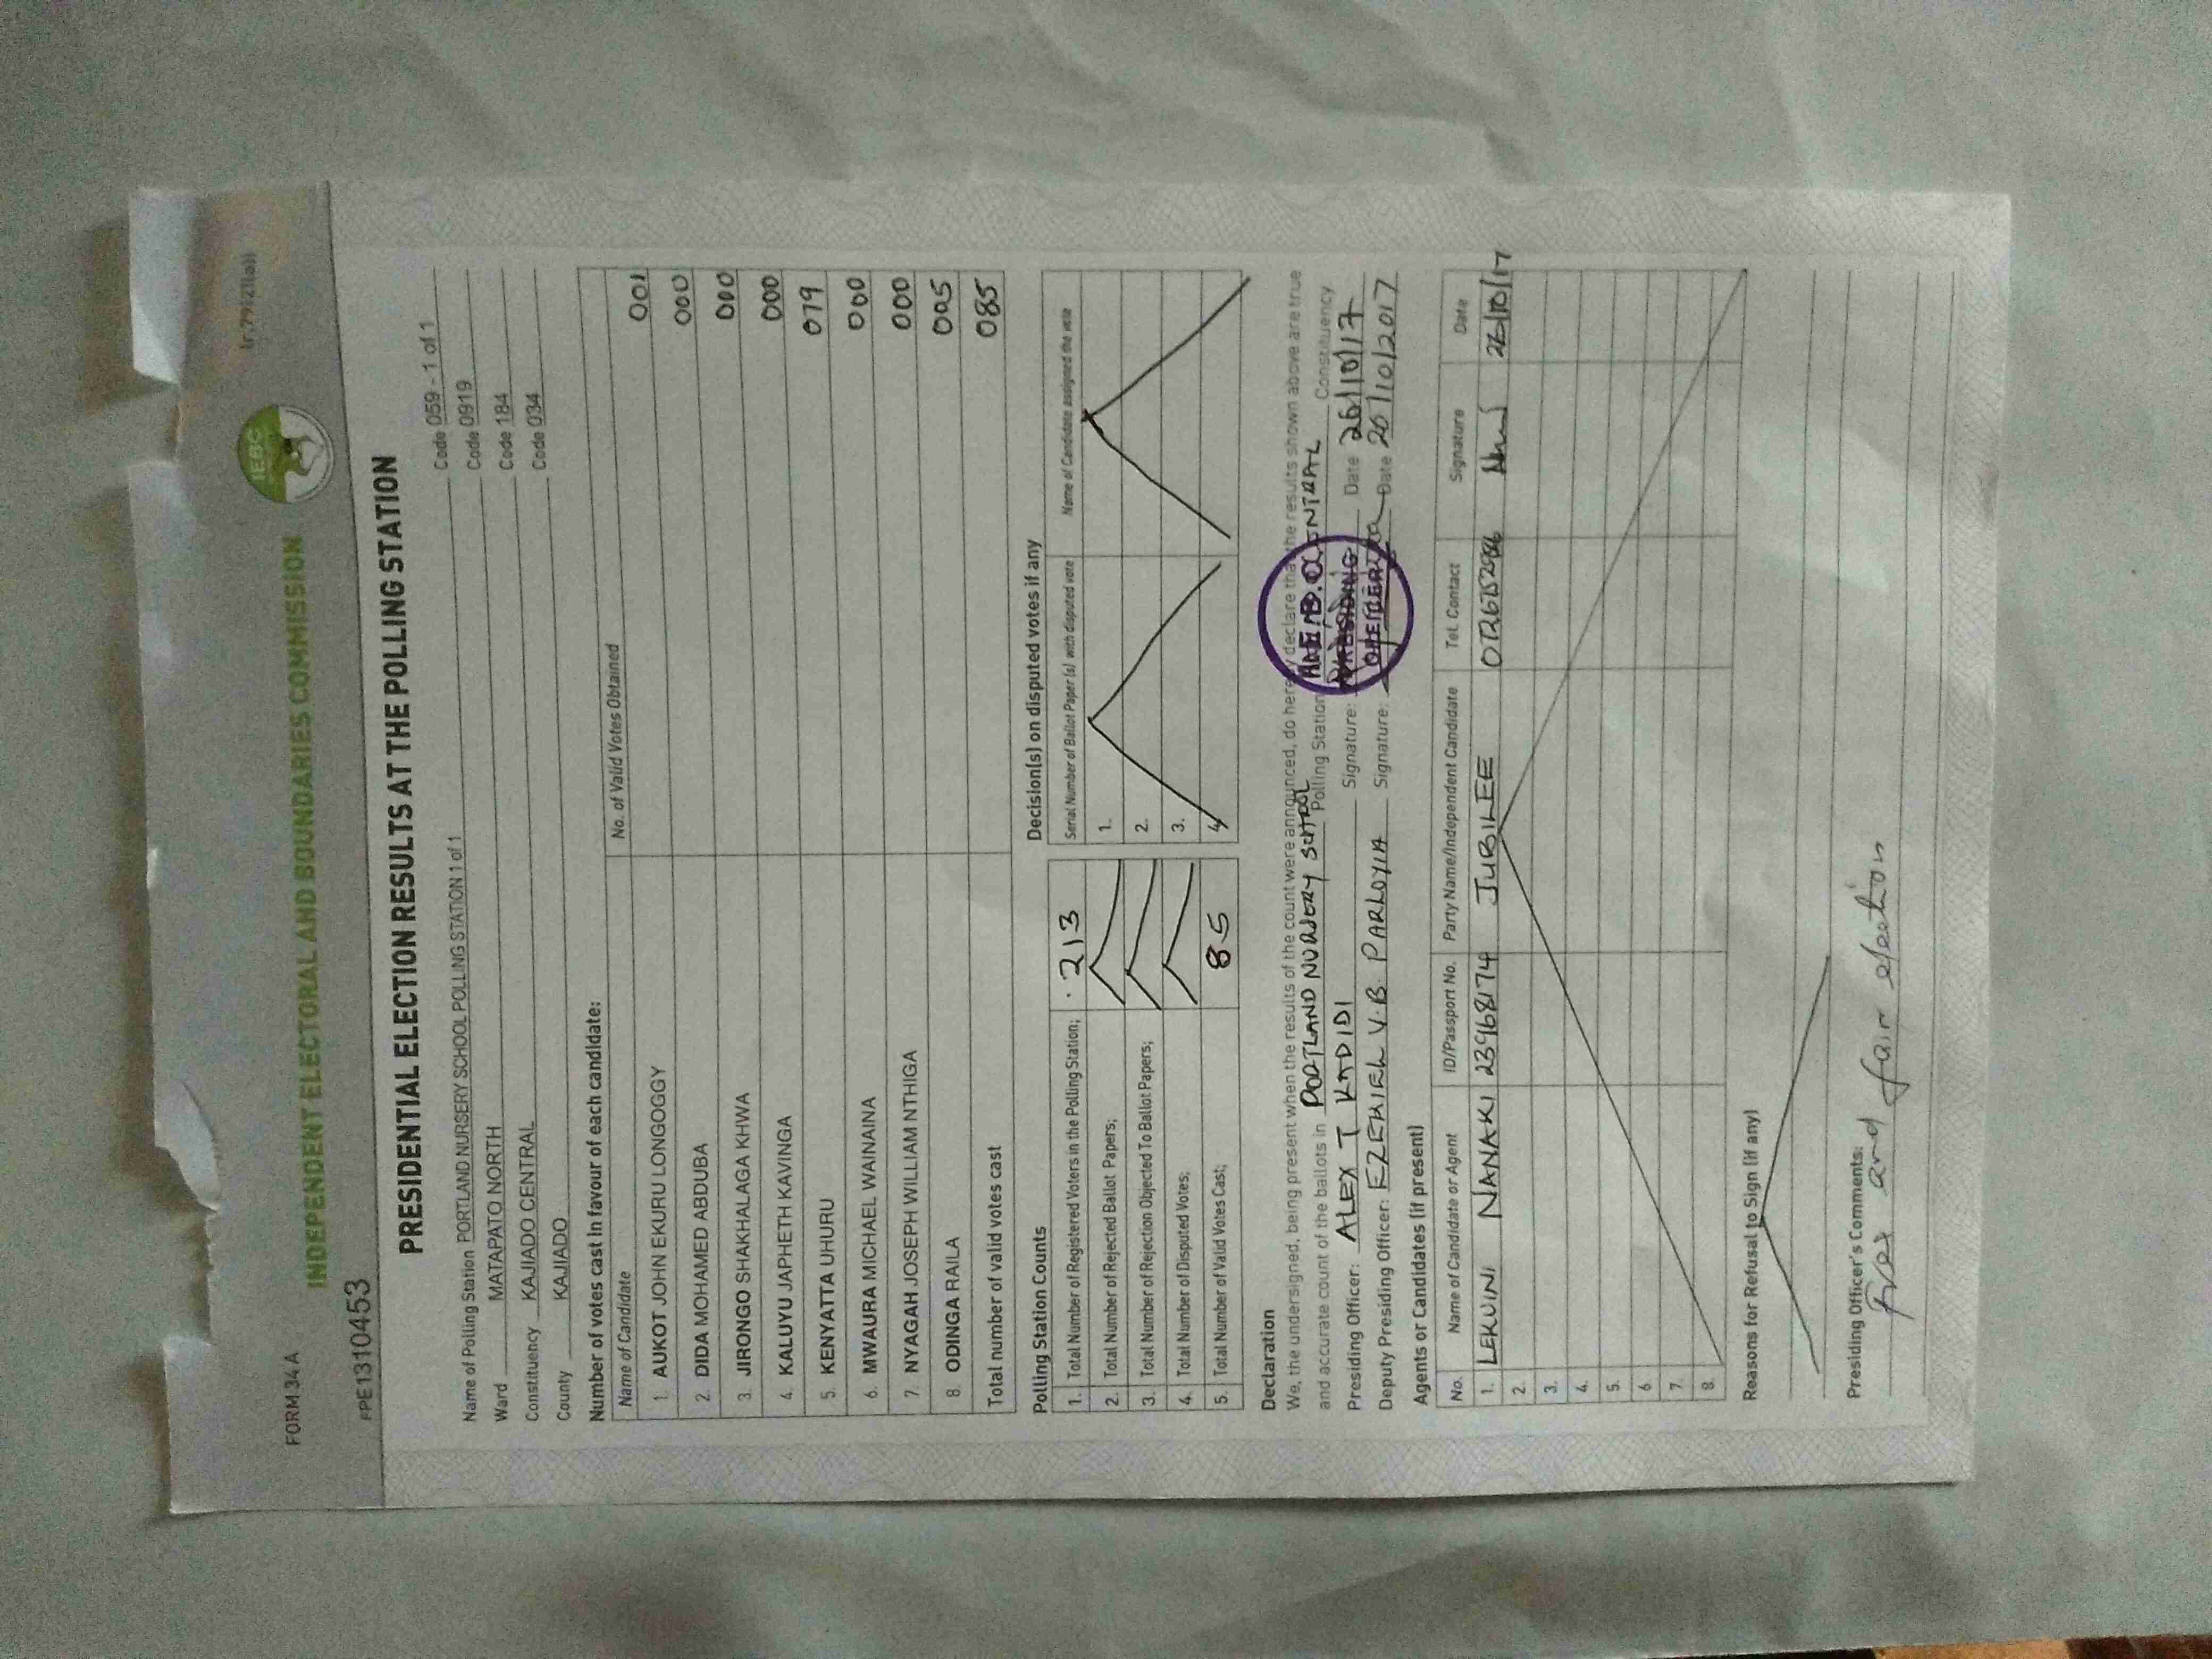 FORM 34 A
INDEPENDENT ELECTORAL AND BOUNDARIES COMMISSION
IEBC
FPE1310453
PRESIDENTIAL ELECTION RESULTS AT THE POLLING STATION
Name of Polling Station PORTLAND NURSERY SCHOOL POLLING STATION 1 of 1 Code 059 - 1 of 1
Ward MATAPATO NORTH Code 0919
Constituency KAJIADO CENTRAL Code 184
County KAJIADO Code 034
Number of votes cast in favour of each candidate:
Name of Candidate No. of Valid Votes Obtained
1. AUKOT JOHN EKURU LONGOGGY 001
2. DIDA MOHAMED ABDUBA 000
3. JIRONGO SHAKHALAGA KHWA 000
4. KALUYU JAPHETH KAVINGA 000
5. KENYATTA UHURU 079
6. MWAURA MICHAEL WAINAINA 000
7. NYAGAH JOSEPH WILLIAM NTHIGA 000
8. ODINGA RAILA 005
Total number of valid votes cast 085
Polling Station Counts
1. Total Number of Registered Voters in the Polling Station; 213
2. Total Number of Rejected Ballot Papers;
3. Total Number of Rejection Objected To Ballot Papers;
4. Total Number of Disputed Votes;
5. Total Number of Valid Votes Cast; 85
Decision(s) on disputed votes if any
Serial Number of Ballot Paper (s) with disputed vote Name of Candidate assigned the vote
1.
2.
3.
4.
Declaration
We, the undersigned, being present when the results of the count were announced, do hereby declare that the results shown above are true
and accurate count of the ballots in PORTLAND NURSERY SCHOOL Polling Station CENTRAL Constituency
Presiding Officer: ALEX T KADIDI Signature: Date 26/10/17
Deputy Presiding Officer: EZEKIEL V.B. PARLOYIA Signature: Date 26/10/2017
PRESIDING
OFFICER
Agents or Candidates (if present)
No. Name of Candidate or Agent ID/Passport No. Party Name/Independent Candidate Tel. Contact Signature Date
1. LEKUINI NANAKI 23968174 JUBILEE 26/10/17
2.
3.
4.
5.
6
7.
8.
Reasons for Refusal to Sign (if any)
Presiding Officer's Comments:
Free and fair election